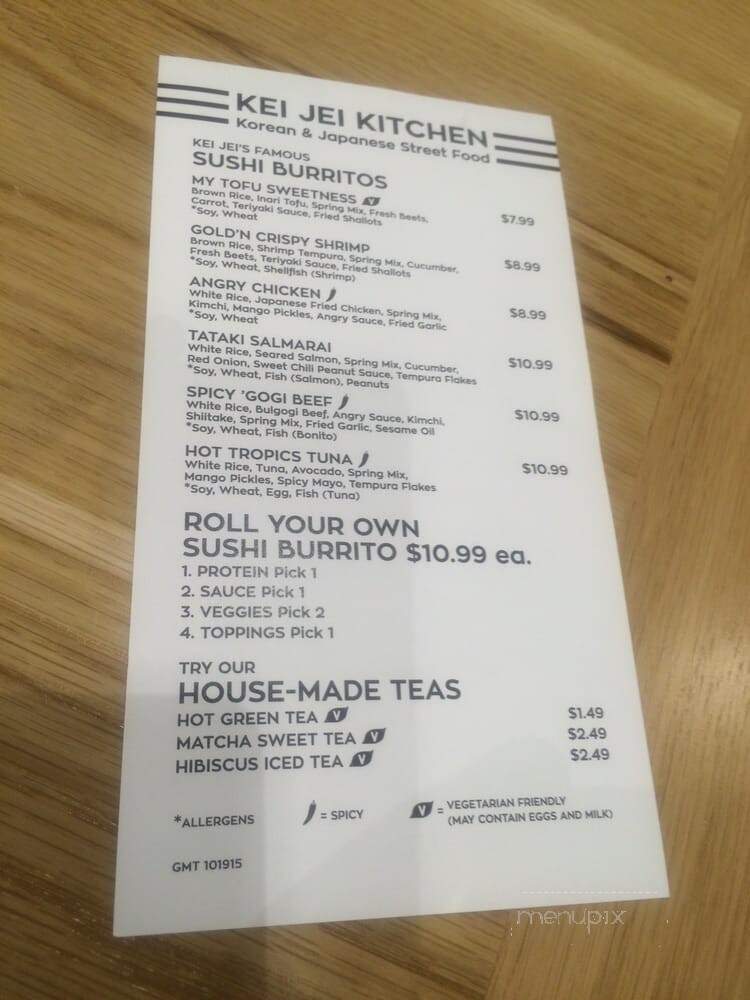 KEI JEI KITCHEN
Korean & Japanese Street Food
KEI JEI'S FAMOUS
SUSHI BURRITOS
MY TOFU SWEETNESS V
Brown Rice, Inari Tofu, Spring Mix, Fresh Beets,
Carrot, Teriyaki Sauce, Fried Shallots $7.99
*Soy, Wheat
GOLD'N CRISPY SHRIMP
Brown Rice, Shrimp Tempura, Spring Mix, Cucumber, $8.99
Fresh Beets, Teriyaki Sauce, Fried Shallots
*Soy, Wheat, Shellfish (Shrimp)
ANGRY CHICKEN
White Rice, Japanese Fried Chicken, Spring Mix, $8.99
Kimchi, Mango Pickles, Angry Sauce, Fried Garlic
*Soy, Wheat
TATAKI SALMARAI
White Rice, Seared Salmon, Spring Mix, Cucumber, $10.99
Red Onion, Sweet Chili Peanut Sauce, Tempura Flakes
*Soy, Wheat, Fish (Salmon), Peanuts
SPICY 'GOGI BEEF
White Rice, Bulgogi Beef, Angry Sauce, Kimchi, $10.99
Shiitake, Spring Mix, Fried Garlic, Sesame Oil
*Soy, Wheat, Fish (Bonito)
HOT TROPICS TUNA
White Rice, Tuna, Avocado, Spring Mix, $10.99
Mango Pickles, Spicy Mayo, Tempura Flakes
*Soy, Wheat, Egg, Fish (Tuna)
ROLL YOUR OWN
SUSHI BURRITO $10.99 ea.
1. PROTEIN Pick 1
2. SAUCE Pick 1
3. VEGGIES Pick 2
4. TOPPINGS Pick 1
TRY OUR
HOUSE-MADE TEAS
HOT GREEN TEA V $1.49
MATCHA SWEET TEA V $2.49
HIBISCUS ICED TEA V $2.49
*ALLERGENS = SPICY V = VEGETARIAN FRIENDLY
(MAY CONTAIN EGGS AND MILK)
GMT 101915
menupix